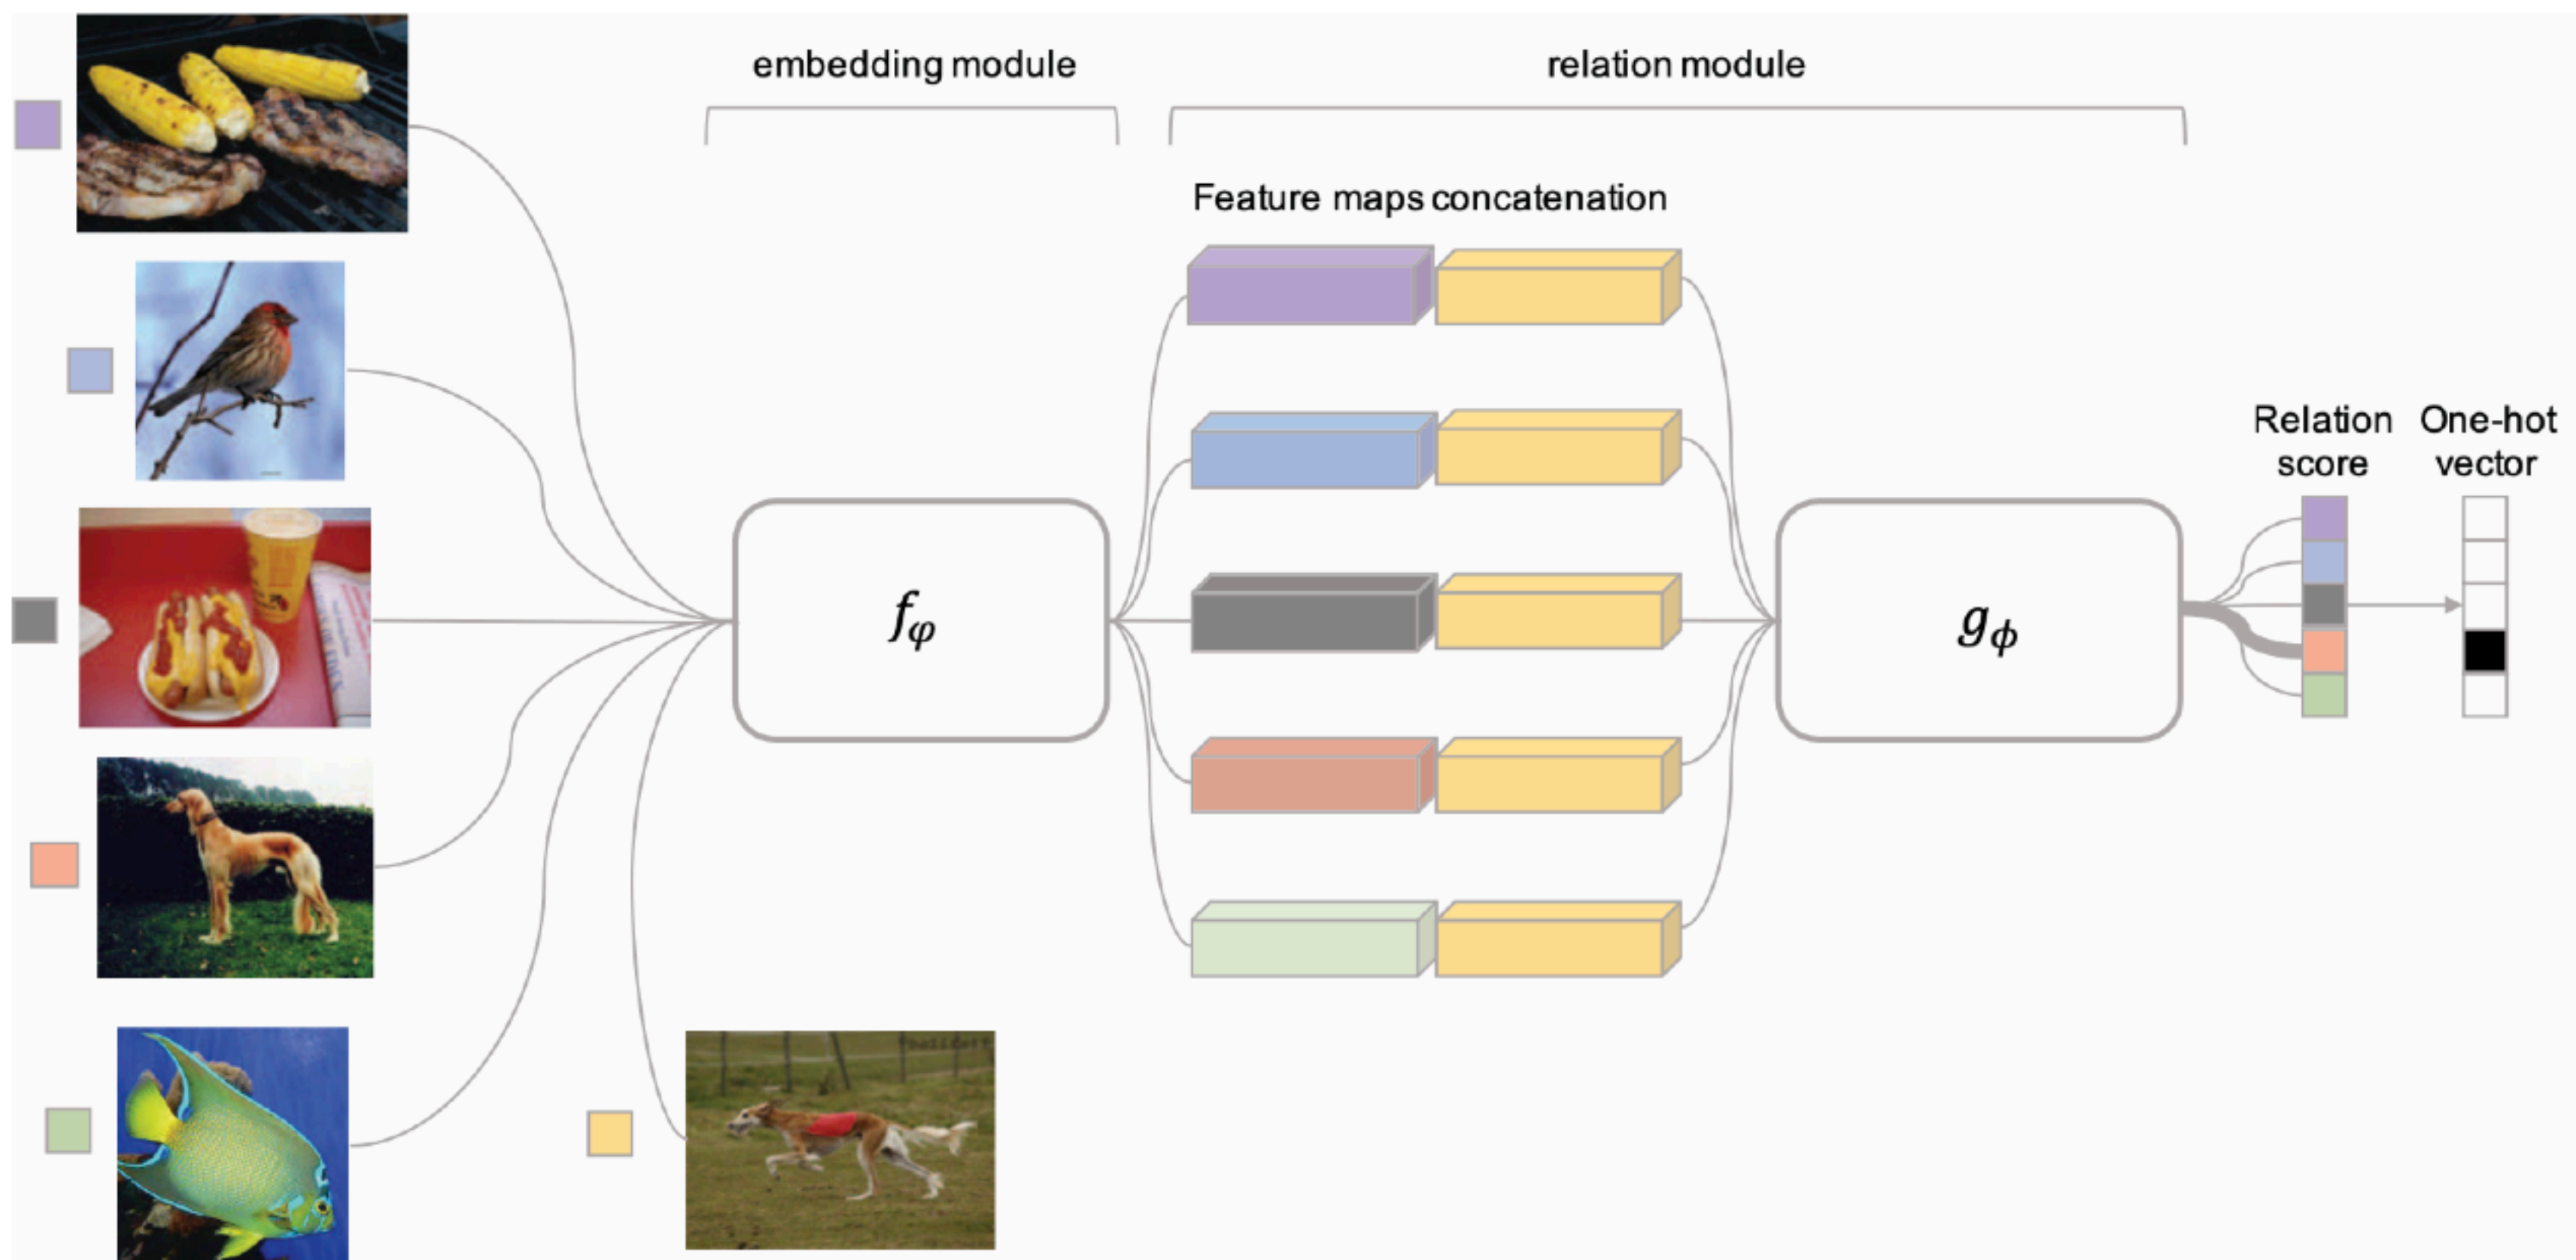 embedding module
relation module
Feature maps concatenation
Relation
score
One-hot
vector
fφ
gϕ